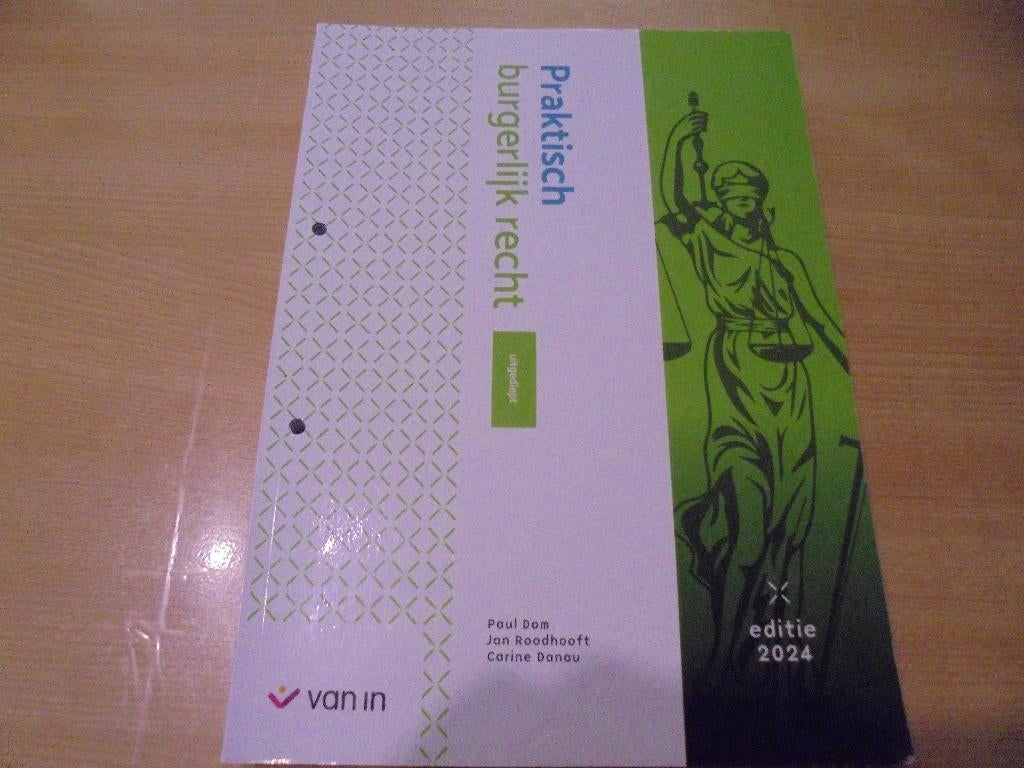 Praktisch
burgerlijk recht
uitgediept
Paul Dom
Jan Roodhooft
Carine Danau
van in
editie
2024